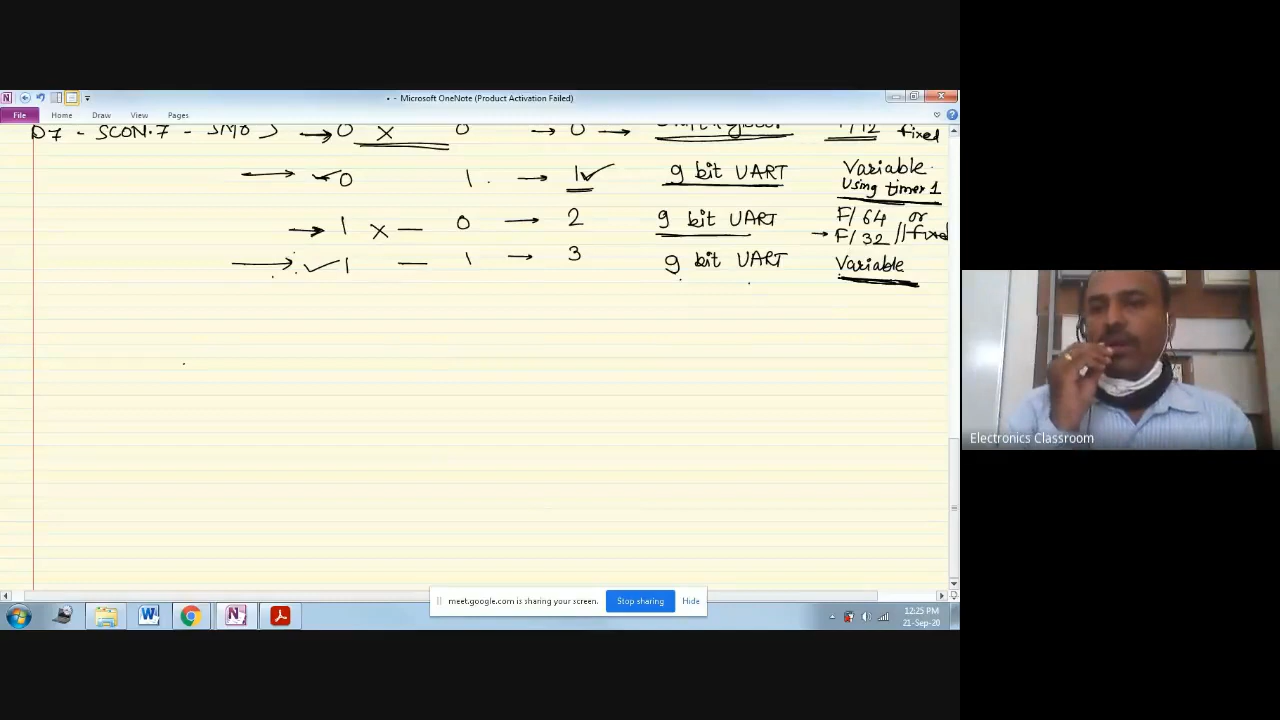 Microsoft OneNote (Product Activation Failed)
File Home Draw View Pages
D7 - SCON.7 - SM0 → 0 × 0 → 0 → F/12 fixed
→ ✓ 0 1 → 1✓ 9 bit UART Variable.
Using timer 1
→ 1 × — 0 → 2 9 bit UART F/64 or
→ F/32 // fixed
→ ✓ 1 — 1 → 3 9 bit UART Variable
Electronics Classroom
meet.google.com is sharing your screen. Stop sharing Hide
12:25 PM
21-Sep-20